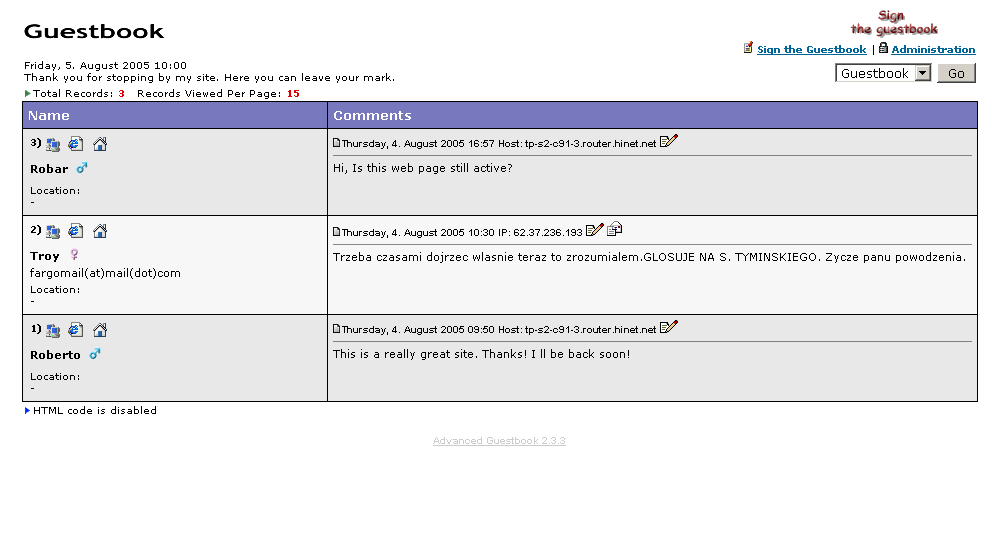 Guestbook
Sign
the guestbook
Sign the Guestbook | Administration
Friday, 5. August 2005 10:00
Thank you for stopping by my site. Here you can leave your mark.
Guestbook Go
Total Records: 3 Records Viewed Per Page: 15
Name Comments
3)
Thursday, 4. August 2005 16:57 Host: tp-s2-c91-3.router.hinet.net
Robar
Hi, Is this web page still active?
Location:
-
2)
Thursday, 4. August 2005 10:30 IP: 62.37.236.193
Troy
Trzeba czasami dojrzec wlasnie teraz to zrozumialem.GLOSUJE NA S. TYMINSKIEGO. Zycze panu powodzenia.
fargomail(at)mail(dot)com
Location:
-
1)
Thursday, 4. August 2005 09:50 Host: tp-s2-c91-3.router.hinet.net
Roberto
This is a really great site. Thanks! I ll be back soon!
Location:
-
HTML code is disabled
Advanced Guestbook 2.3.3